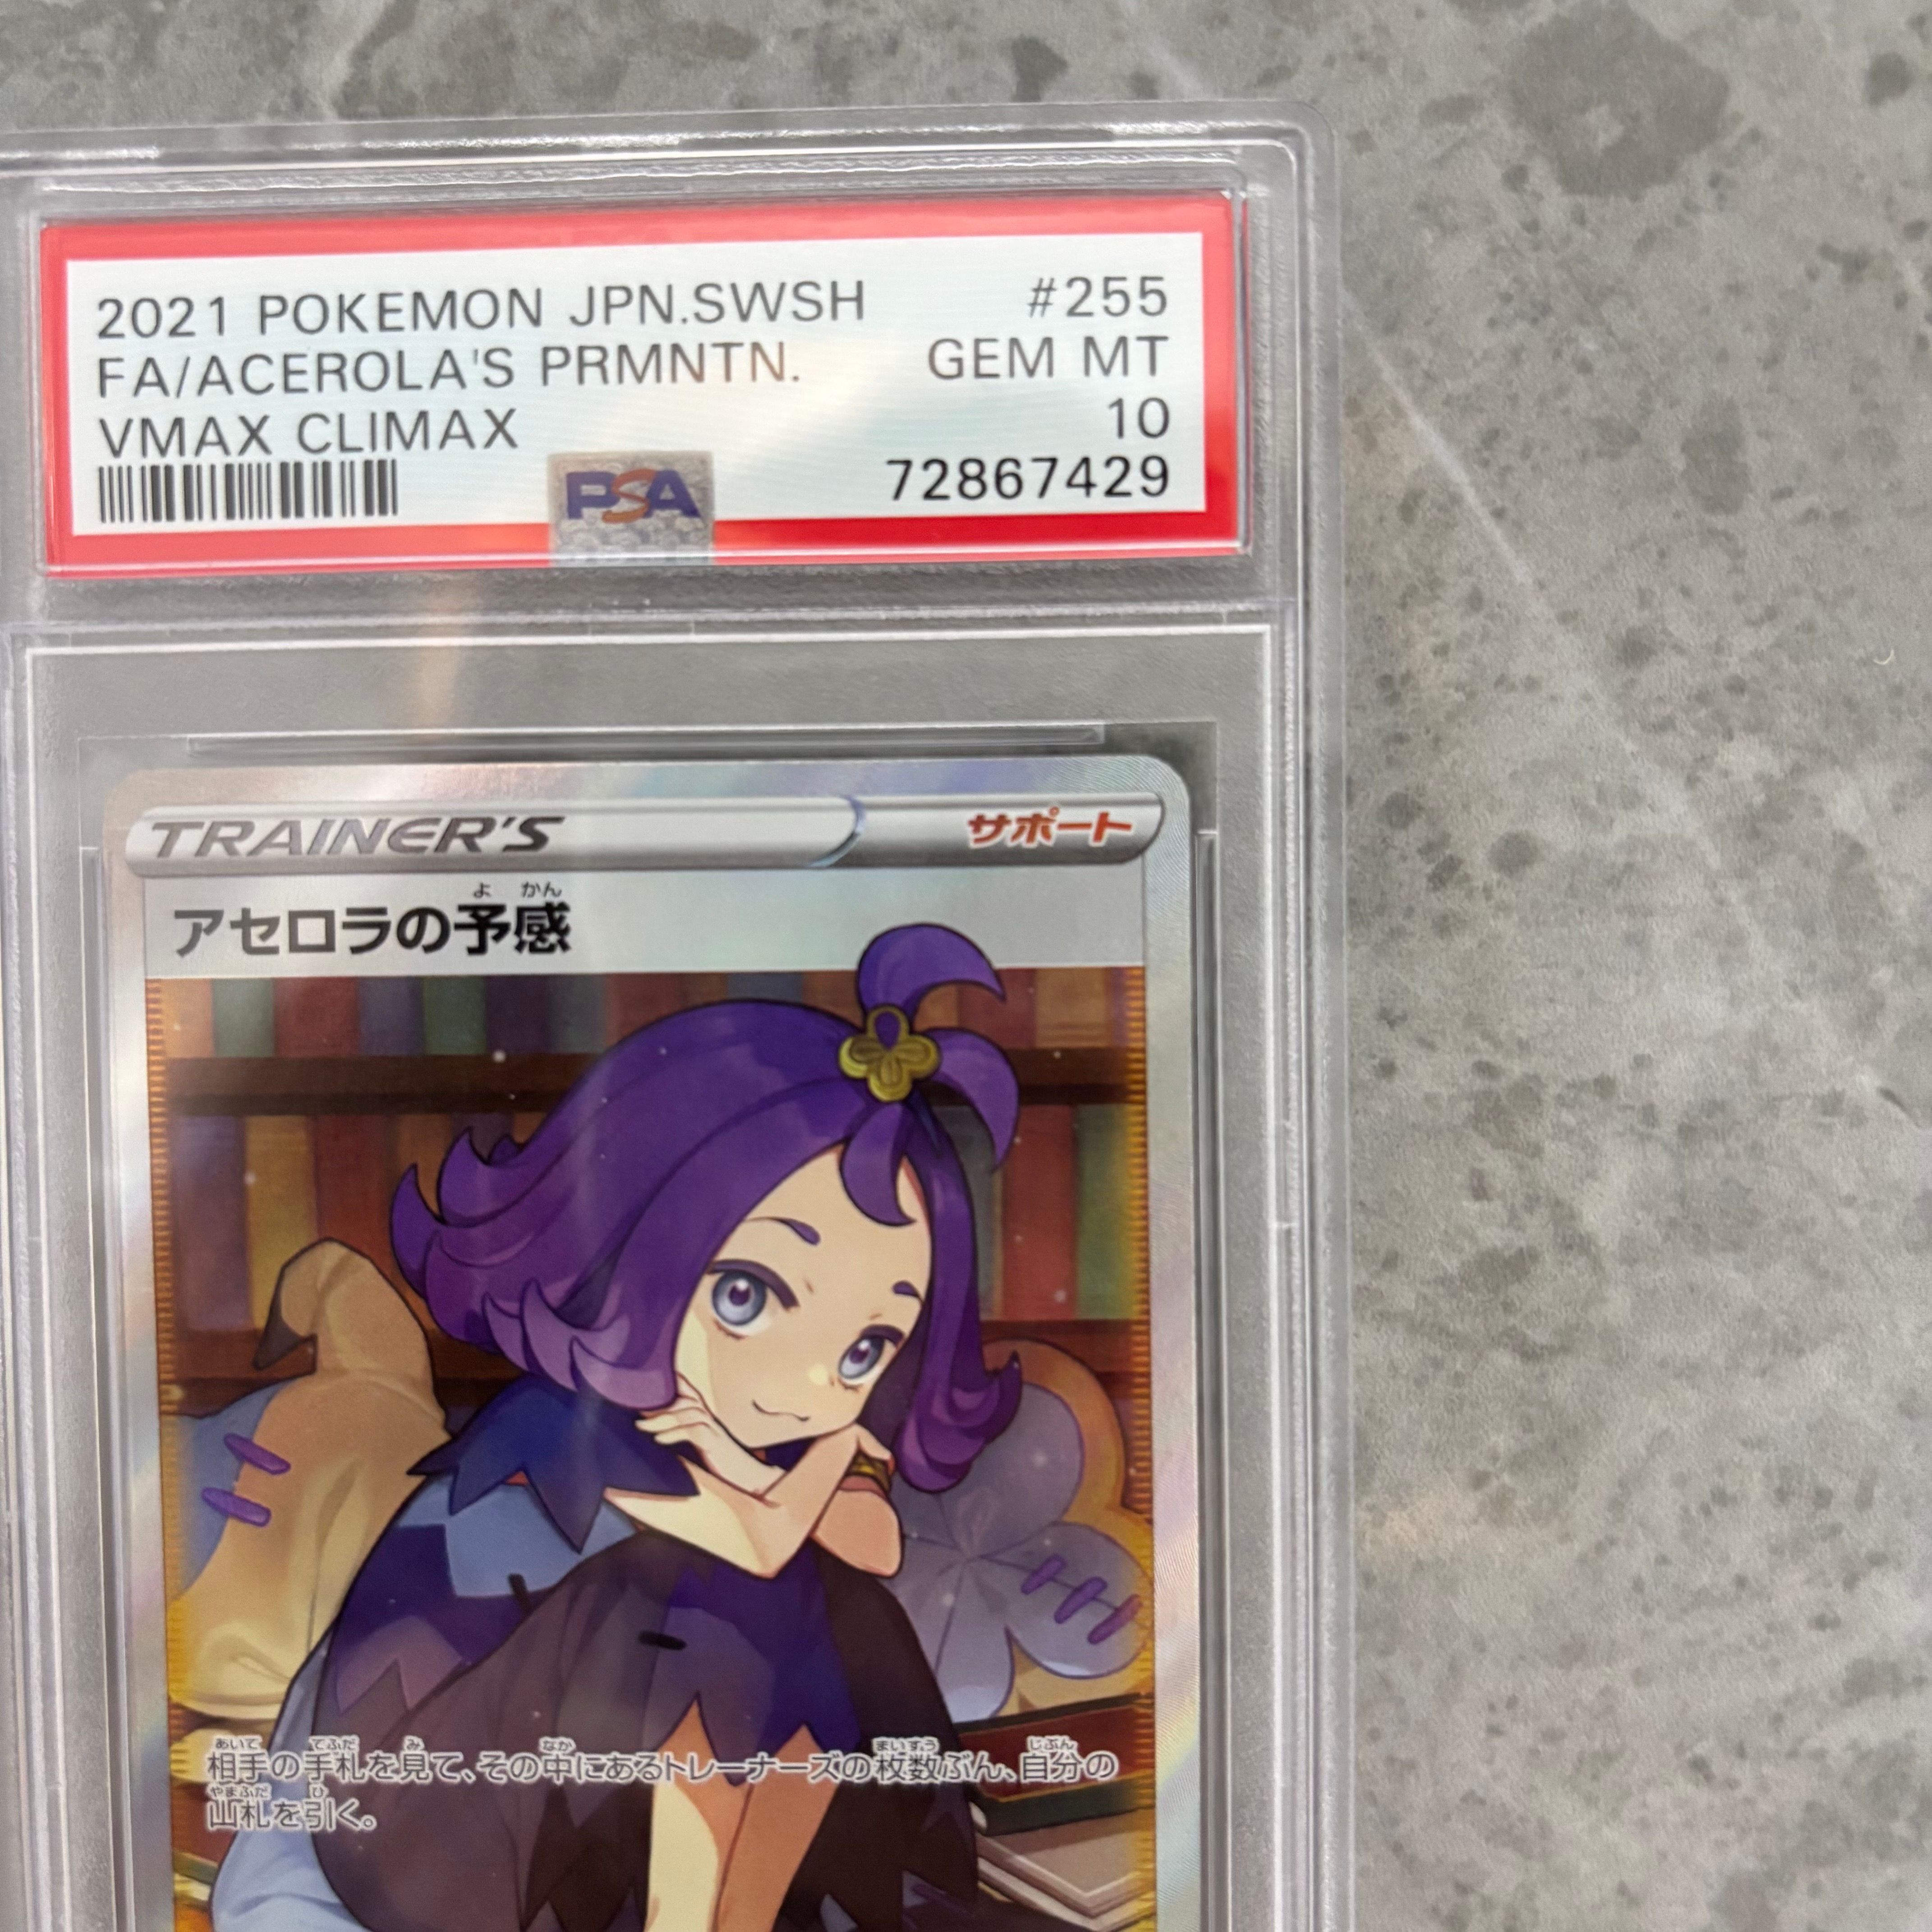 2021 POKEMON JPN.SWSH #255
FA/ACEROLA'S PRMNTN. GEM MT
VMAX CLIMAX 10
PSA 72867429
TRAINER'S サポート
よ かん
アセロラの予感
あいて てふだ み なか まいすう じぶん
相手の手札を見て、その中にあるトレーナーズの枚数ぶん、自分の
やまふだ ひ
山札を引く。